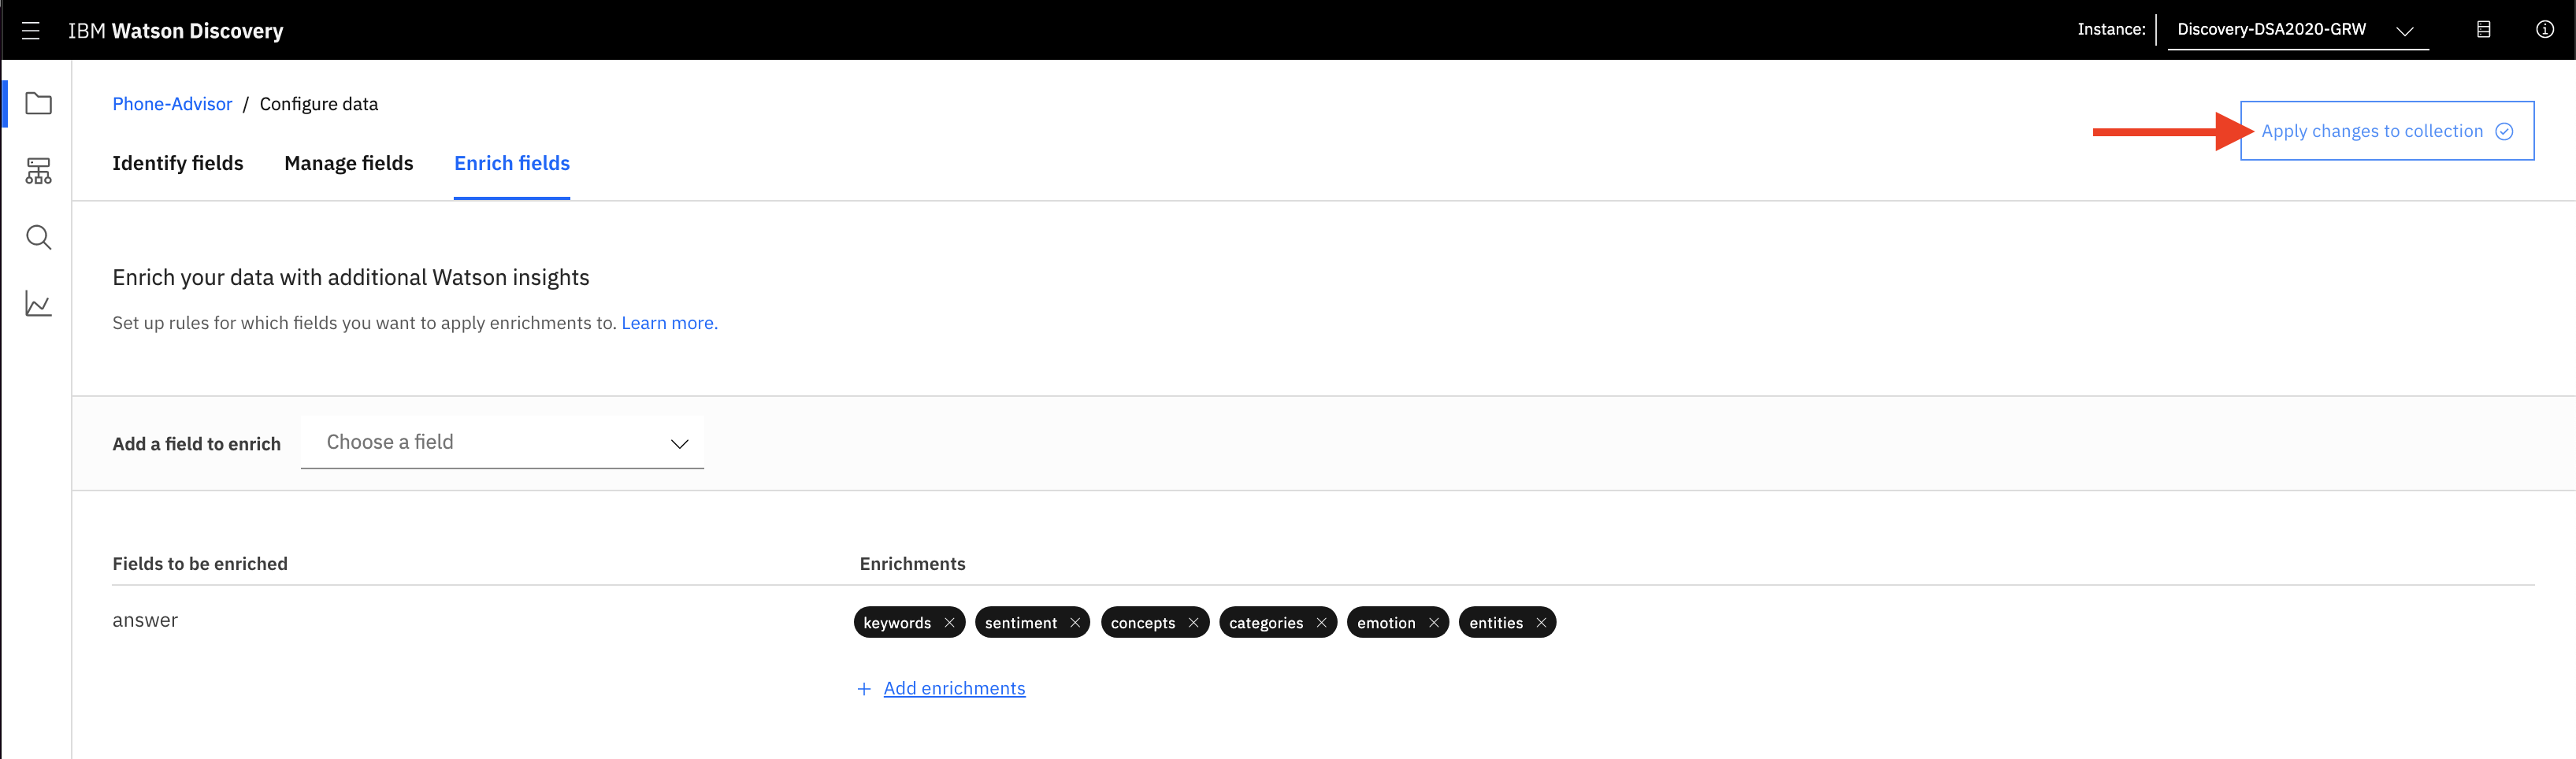 IBM Watson Discovery
Instance: Discovery-DSA2020-GRW
Phone-Advisor / Configure data
Apply changes to collection
Identify fields Manage fields Enrich fields
Enrich your data with additional Watson insights
Set up rules for which fields you want to apply enrichments to. Learn more.
Add a field to enrich Choose a field
Fields to be enriched Enrichments
answer keywords sentiment concepts categories emotion entities
+ Add enrichments